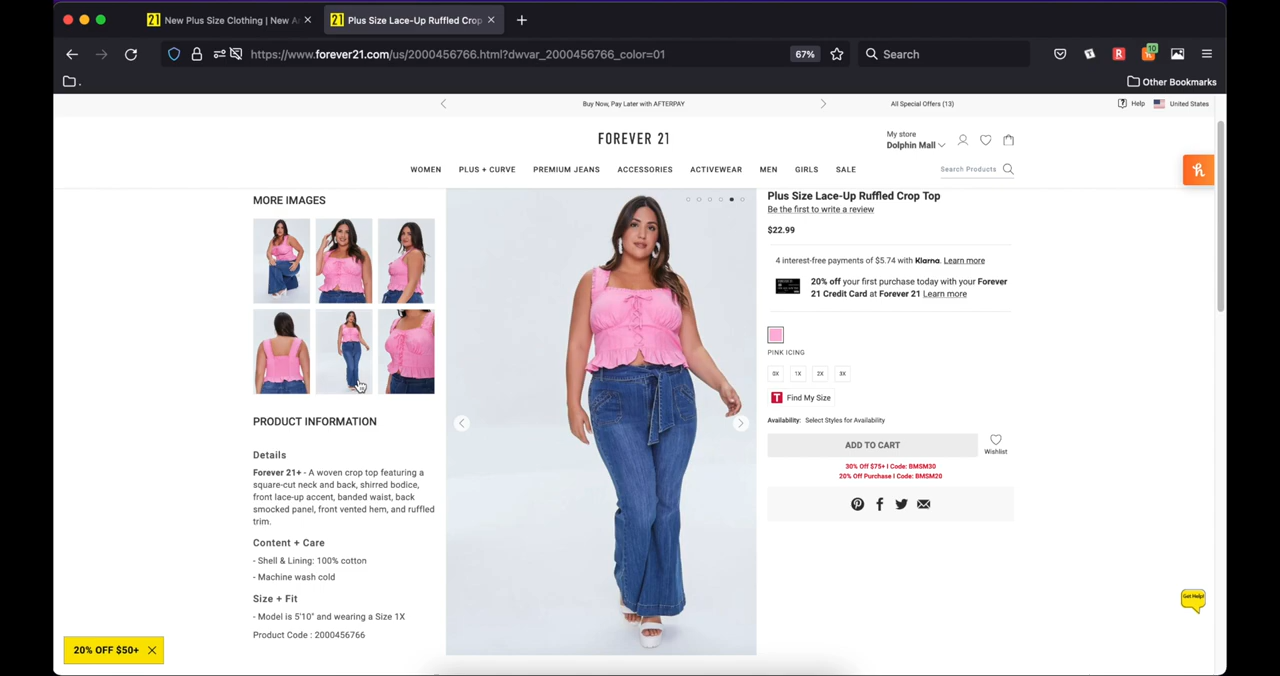 21 New Plus Size Clothing | New A
21 Plus Size Lace-Up Ruffled Crop
https://www.forever21.com/us/2000456766.html?dwvar_2000456766_color=01
67%
Search
10
Other Bookmarks
Buy Now, Pay Later with AFTERPAY
All Special Offers (13)
Help
United States
FOREVER 21
My store
Dolphin Mall
WOMEN
PLUS + CURVE
PREMIUM JEANS
ACCESSORIES
ACTIVEWEAR
MEN
GIRLS
SALE
Search Products
MORE IMAGES
PRODUCT INFORMATION
Details
Forever 21+ - A woven crop top featuring a
square-cut neck and back, shirred bodice,
front lace-up accent, banded waist, back
smocked panel, front vented hem, and ruffled
trim.
Content + Care
- Shell & Lining: 100% cotton
- Machine wash cold
Size + Fit
- Model is 5'10" and wearing a Size 1X
Product Code : 2000456766
20% OFF $50+
Plus Size Lace-Up Ruffled Crop Top
Be the first to write a review
$22.99
4 interest-free payments of $5.74 with Klarna. Learn more
20% off your first purchase today with your Forever
21 Credit Card at Forever 21 Learn more
PINK ICING
0X
1X
2X
3X
T Find My Size
Availability: Select Styles for Availability
ADD TO CART
Wishlist
30% Off $75+ I Code: BMSM30
20% Off Purchase I Code: BMSM20
Get Help!